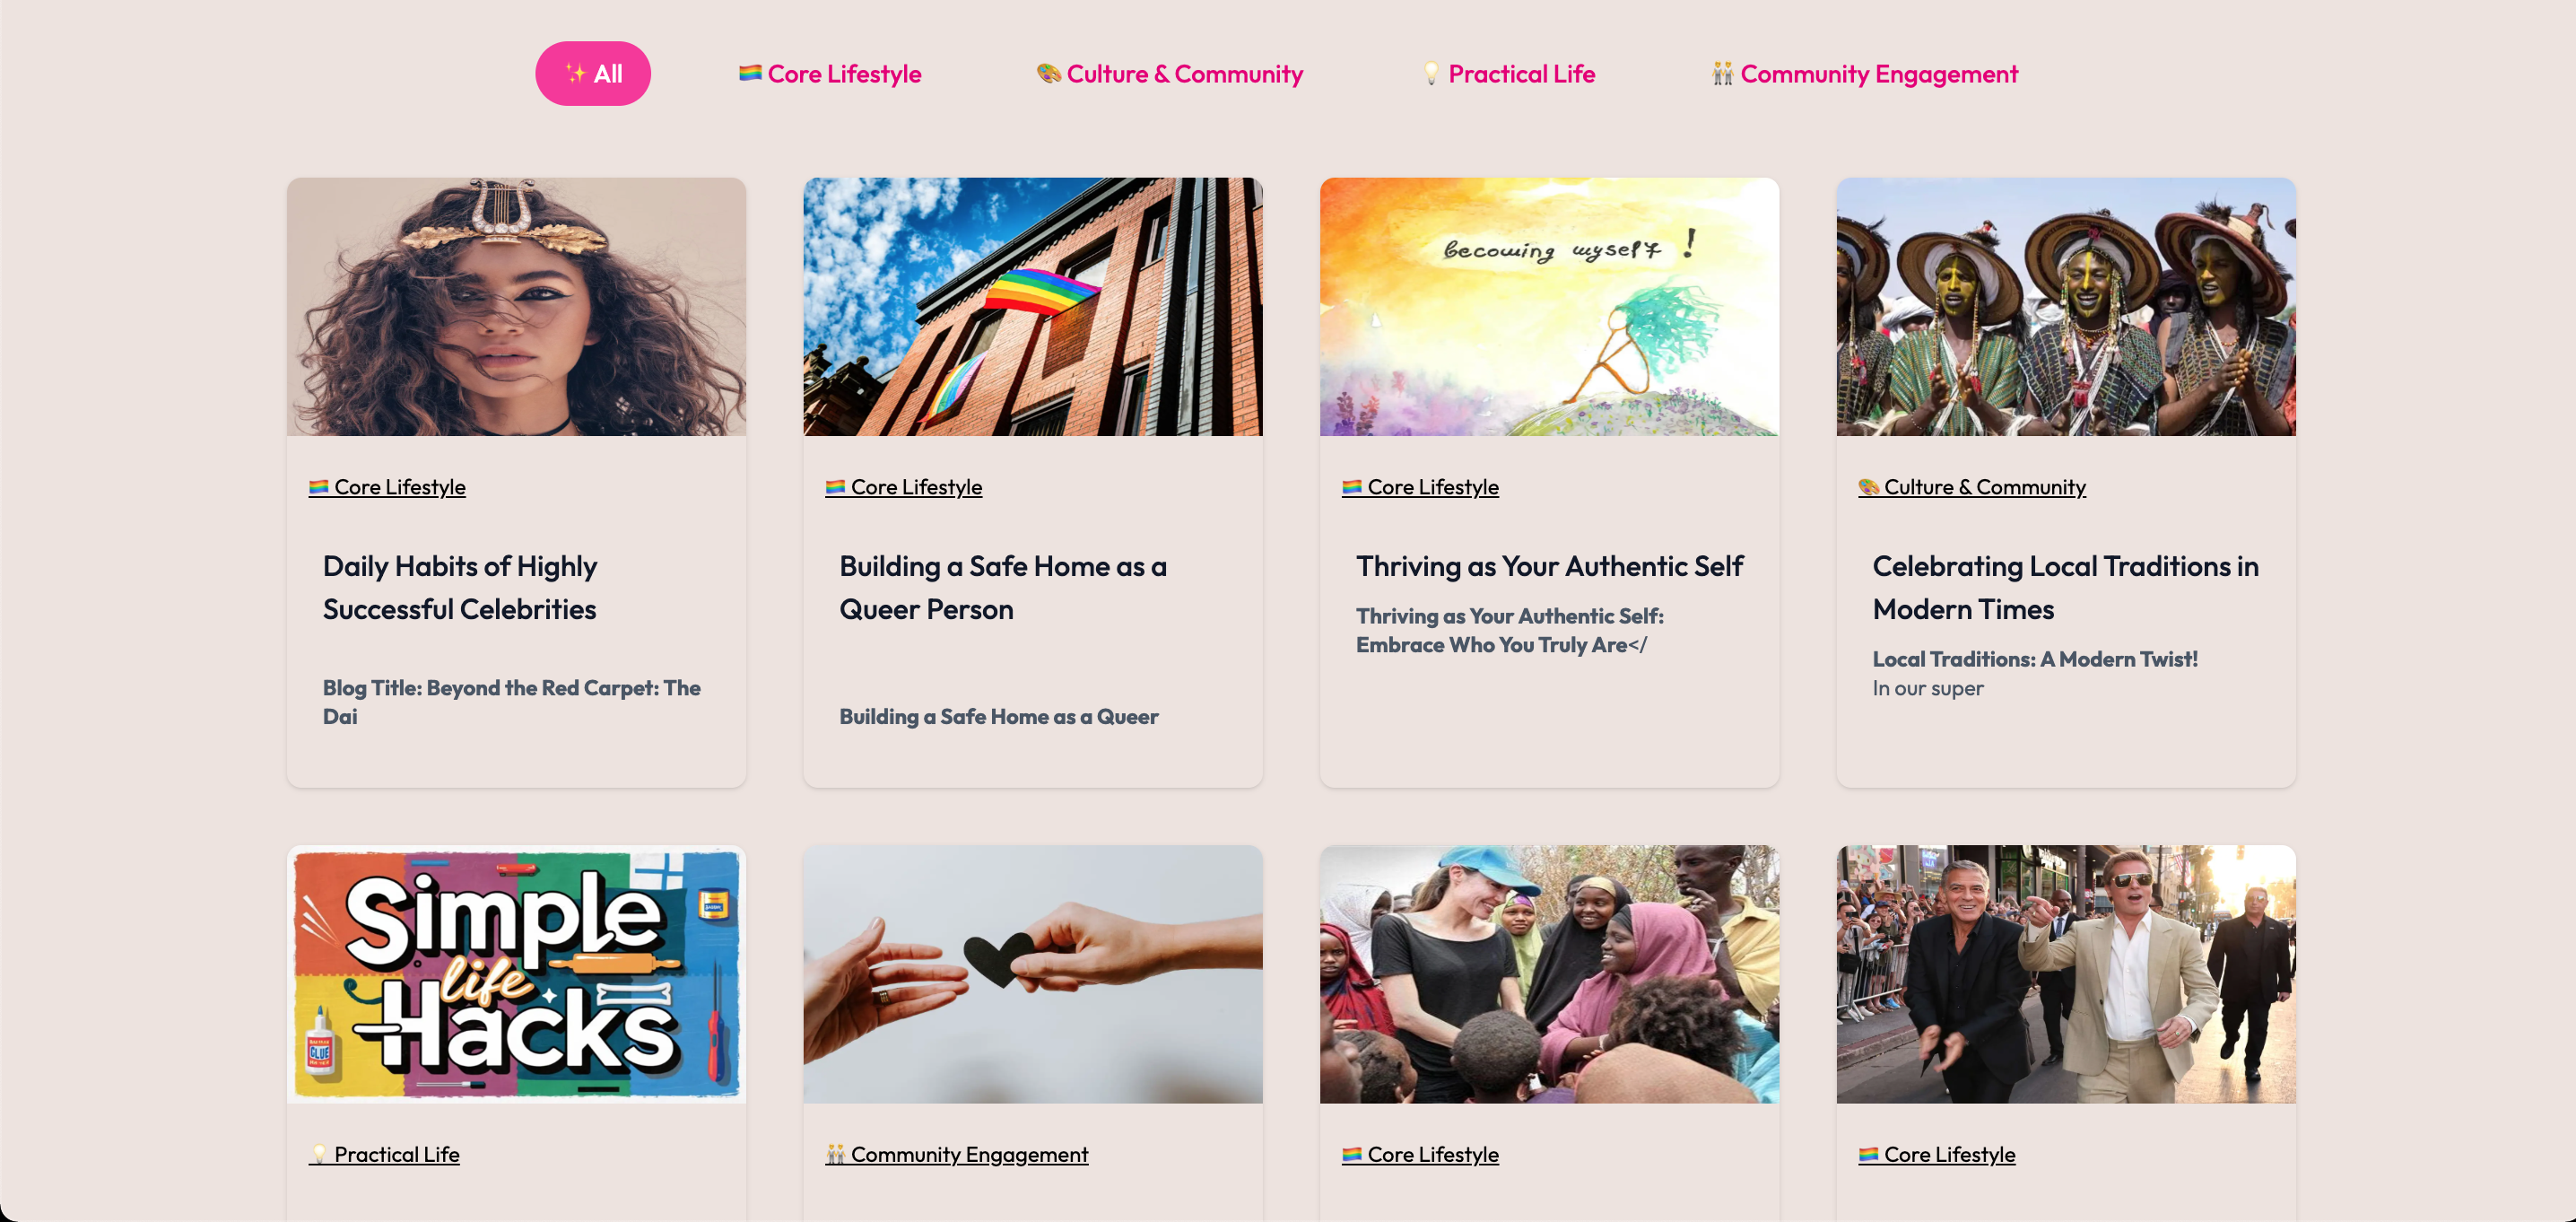 ✨ All
🏳️‍🌈 Core Lifestyle
🎨 Culture & Community
💡 Practical Life
👬 Community Engagement
becoming myself !
🏳️‍🌈 Core Lifestyle
🏳️‍🌈 Core Lifestyle
🏳️‍🌈 Core Lifestyle
🎨 Culture & Community
Daily Habits of Highly
Successful Celebrities
Blog Title: Beyond the Red Carpet: The
Dai
Building a Safe Home as a
Queer Person
Building a Safe Home as a Queer
Thriving as Your Authentic Self
Thriving as Your Authentic Self:
Embrace Who You Truly Are</
Celebrating Local Traditions in
Modern Times
Local Traditions: A Modern Twist!
In our super
Simple
life
Hacks
GLUE
💡 Practical Life
👬 Community Engagement
🏳️‍🌈 Core Lifestyle
🏳️‍🌈 Core Lifestyle